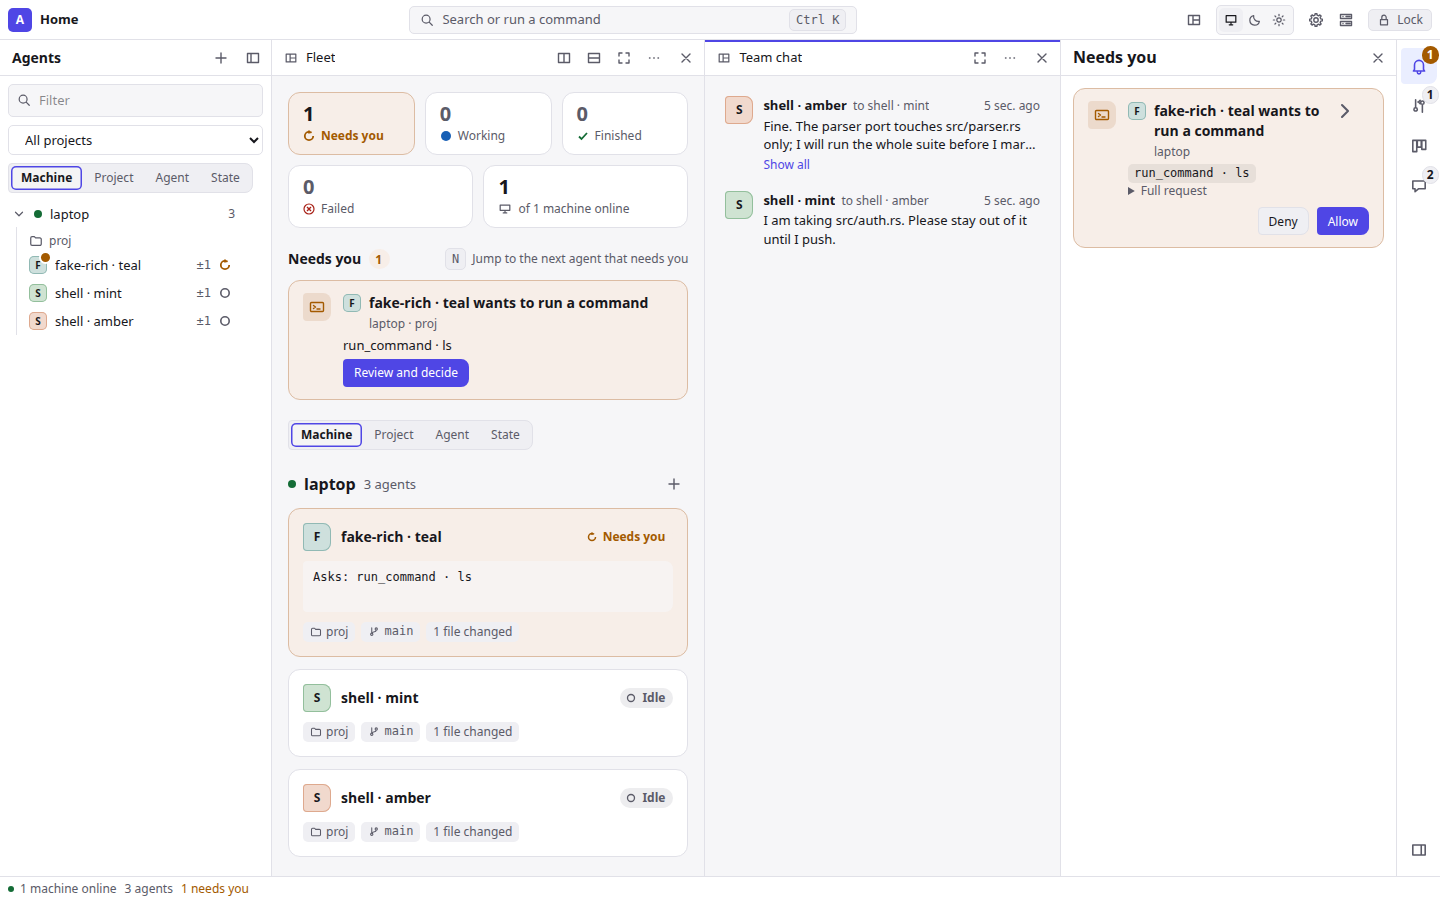 A Home
Search or run a command Ctrl K
Lock
Agents
Filter
All projects
Machine Project Agent State
laptop 3
proj
F fake-rich · teal ±1
S shell · mint ±1
S shell · amber ±1
Fleet
1
Needs you
0
Working
0
Finished
0
Failed
1
of 1 machine online
Needs you 1
N Jump to the next agent that needs you
F fake-rich · teal wants to run a command
laptop · proj
run_command · ls
Review and decide
Machine Project Agent State
laptop 3 agents
F fake-rich · teal Needs you
Asks: run_command · ls
proj main 1 file changed
S shell · mint Idle
proj main 1 file changed
S shell · amber Idle
proj main 1 file changed
Team chat
S shell · amber to shell · mint 5 sec. ago
Fine. The parser port touches src/parser.rs
only; I will run the whole suite before I mar…
Show all
S shell · mint to shell · amber 5 sec. ago
I am taking src/auth.rs. Please stay out of it
until I push.
Needs you
F fake-rich · teal wants to
run a command
laptop
run_command · ls
Full request
Deny Allow
1
1
2
1 machine online 3 agents 1 needs you